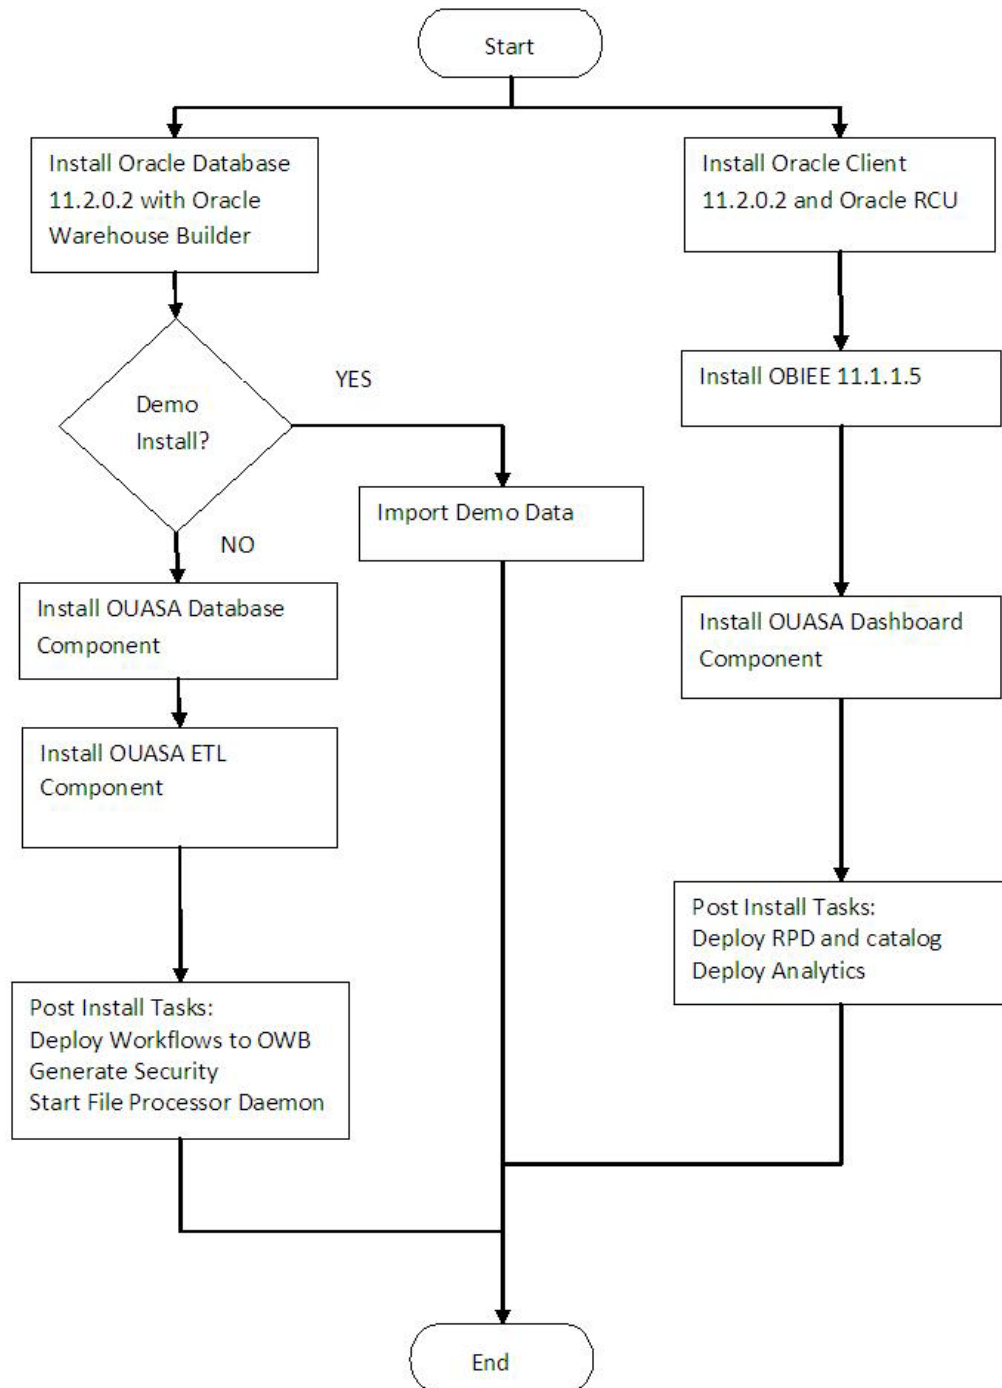 Start
Install Oracle Database
11.2.0.2 with Oracle
Warehouse Builder
Install Oracle Client
11.2.0.2 and Oracle RCU
YES
Demo
Install?
Install OBIEE 11.1.1.5
Import Demo Data
NO
Install OUASA Database
Component
Install OUASA Dashboard
Component
Install OUASA ETL
Component
Post Install Tasks:
Deploy RPD and catalog
Deploy Analytics
Post Install Tasks:
Deploy Workflows to OWB
Generate Security
Start File Processor Daemon
End